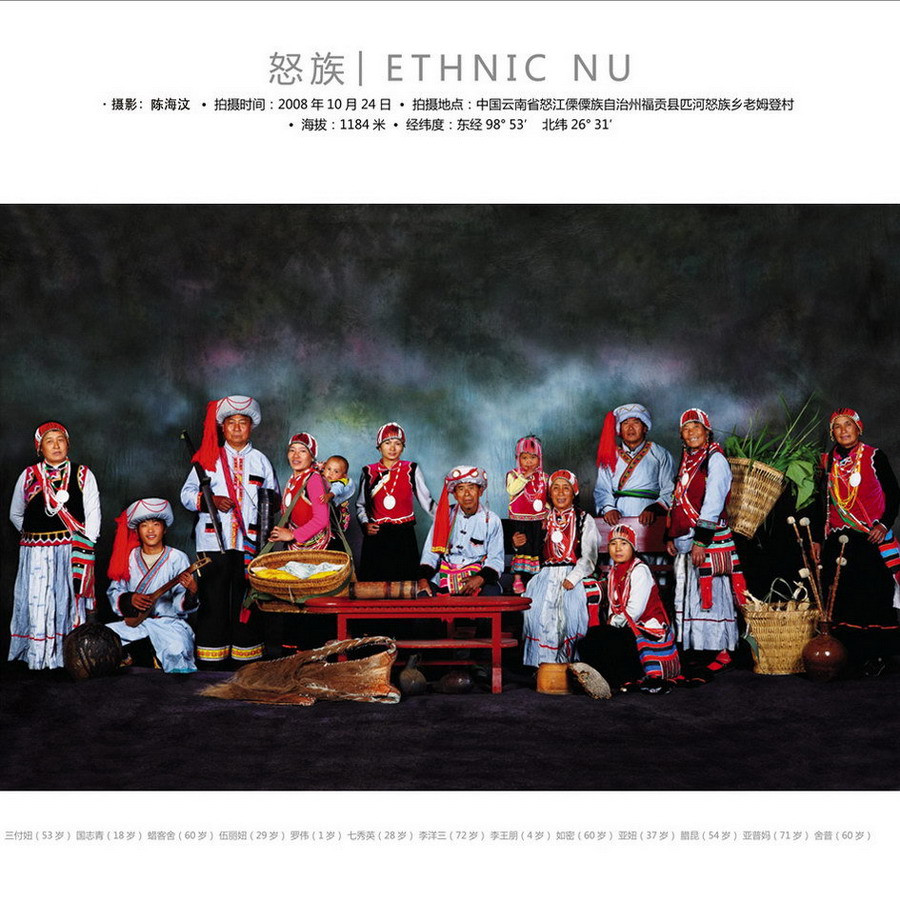 怒族 | ETHNIC NU
· 摄影：陈海汶 • 拍摄时间：2008 年 10 月 24 日 • 拍摄地点：中国云南省怒江傈僳族自治州福贡县匹河怒族乡老姆登村
• 海拔：1184 米 • 经纬度：东经 98° 53′ 北纬 26° 31′
三付妞（53 岁） 国志青（18 岁） 蜡客舍（60 岁） 伍丽妞（29 岁） 罗伟（1 岁） 七秀英（28 岁） 李洋三（72 岁） 李王朋（4 岁） 如密（60 岁） 亚妞（37 岁） 腊昆（54 岁） 亚普妈（71 岁） 舍普（60 岁）